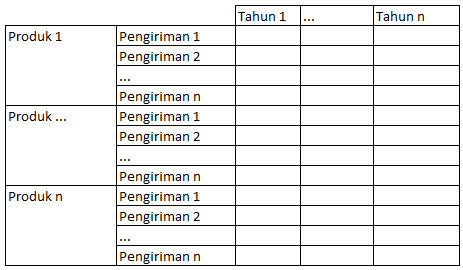 Tahun 1 ... Tahun n
Produk 1 Pengiriman 1
Pengiriman 2
...
Pengiriman n
Produk ... Pengiriman 1
Pengiriman 2
...
Pengiriman n
Produk n Pengiriman 1
Pengiriman 2
...
Pengiriman n